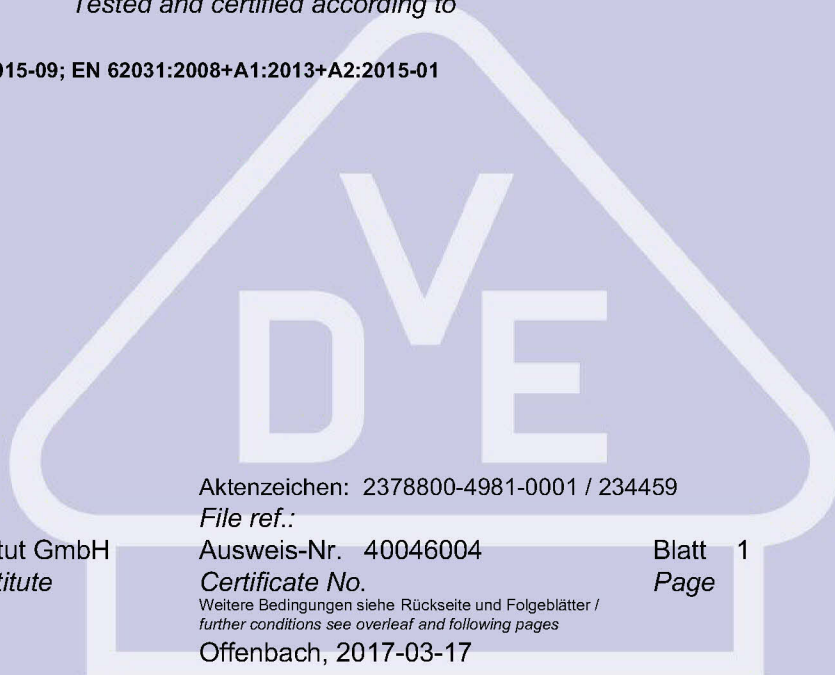 Tested and certified according to
015-09; EN 62031:2008+A1:2013+A2:2015-01
VDE
Aktenzeichen: 2378800-4981-0001 / 234459
File ref.:
tut GmbH Ausweis-Nr. 40046004 Blatt 1
titute Certificate No. Page
Weitere Bedingungen siehe Rückseite und Folgeblätter /
further conditions see overleaf and following pages
Offenbach, 2017-03-17